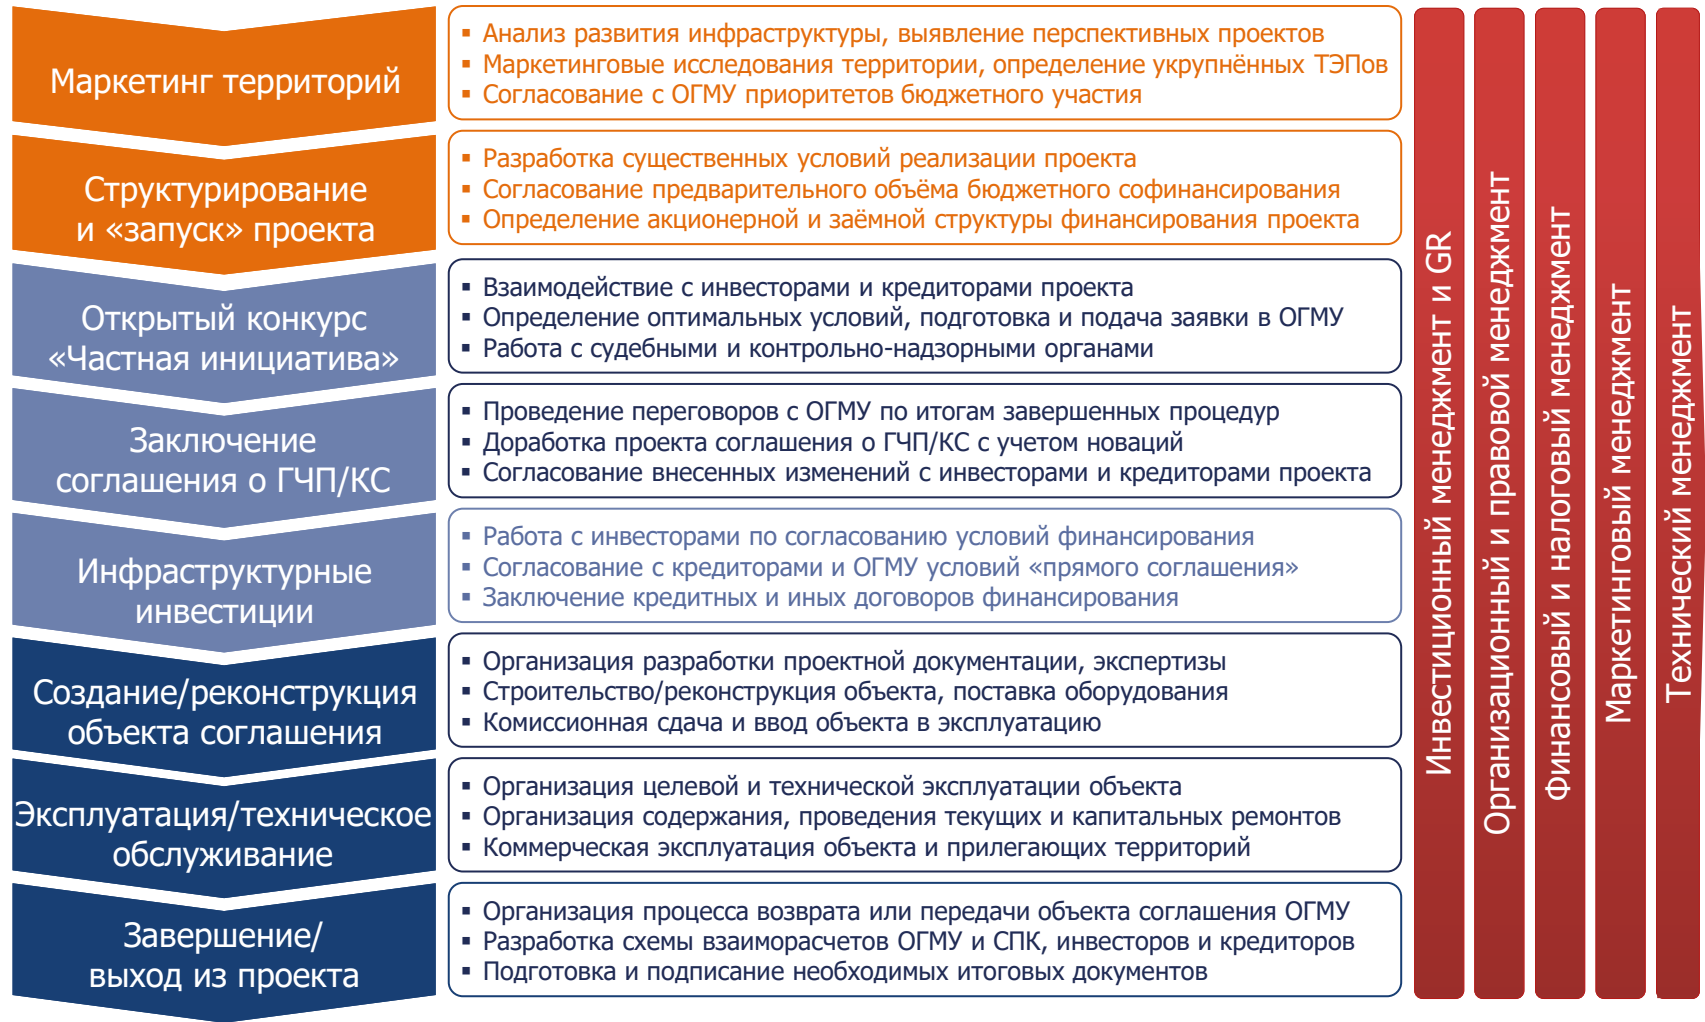 Маркетинг территорий
▪ Анализ развития инфраструктуры, выявление перспективных проектов
▪ Маркетинговые исследования территории, определение укрупнённых ТЭПов
▪ Согласование с ОГМУ приоритетов бюджетного участия
Структурирование
и «запуск» проекта
▪ Разработка существенных условий реализации проекта
▪ Согласование предварительного объёма бюджетного софинансирования
▪ Определение акционерной и заёмной структуры финансирования проекта
Открытый конкурс
«Частная инициатива»
▪ Взаимодействие с инвесторами и кредиторами проекта
▪ Определение оптимальных условий, подготовка и подача заявки в ОГМУ
▪ Работа с судебными и контрольно-надзорными органами
Заключение
соглашения о ГЧП/КС
▪ Проведение переговоров с ОГМУ по итогам завершенных процедур
▪ Доработка проекта соглашения о ГЧП/КС с учетом новаций
▪ Согласование внесенных изменений с инвесторами и кредиторами проекта
Инфраструктурные
инвестиции
▪ Работа с инвесторами по согласованию условий финансирования
▪ Согласование с кредиторами и ОГМУ условий «прямого соглашения»
▪ Заключение кредитных и иных договоров финансирования
Создание/реконструкция
объекта соглашения
▪ Организация разработки проектной документации, экспертизы
▪ Строительство/реконструкция объекта, поставка оборудования
▪ Комиссионная сдача и ввод объекта в эксплуатацию
Эксплуатация/техническое
обслуживание
▪ Организация целевой и технической эксплуатации объекта
▪ Организация содержания, проведения текущих и капитальных ремонтов
▪ Коммерческая эксплуатация объекта и прилегающих территорий
Завершение/
выход из проекта
▪ Организация процесса возврата или передачи объекта соглашения ОГМУ
▪ Разработка схемы взаиморасчетов ОГМУ и СПК, инвесторов и кредиторов
▪ Подготовка и подписание необходимых итоговых документов
Инвестиционный менеджмент и GR
Организационный и правовой менеджмент
Финансовый и налоговый менеджмент
Маркетинговый менеджмент
Технический менеджмент